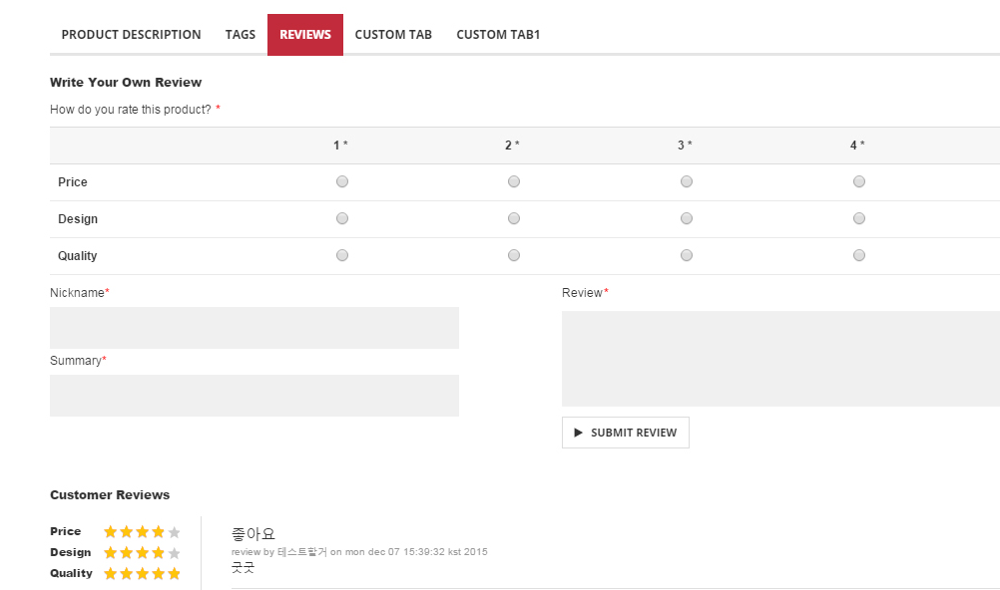 PRODUCT DESCRIPTION TAGS REVIEWS CUSTOM TAB CUSTOM TAB1
Write Your Own Review
How do you rate this product? *
1 * 2 * 3 * 4 *
Price
Design
Quality
Nickname* Review*
Summary*
SUBMIT REVIEW
Customer Reviews
Price
Design
Quality
좋아요
review by 테스트할거 on mon dec 07 15:39:32 kst 2015
굿굿